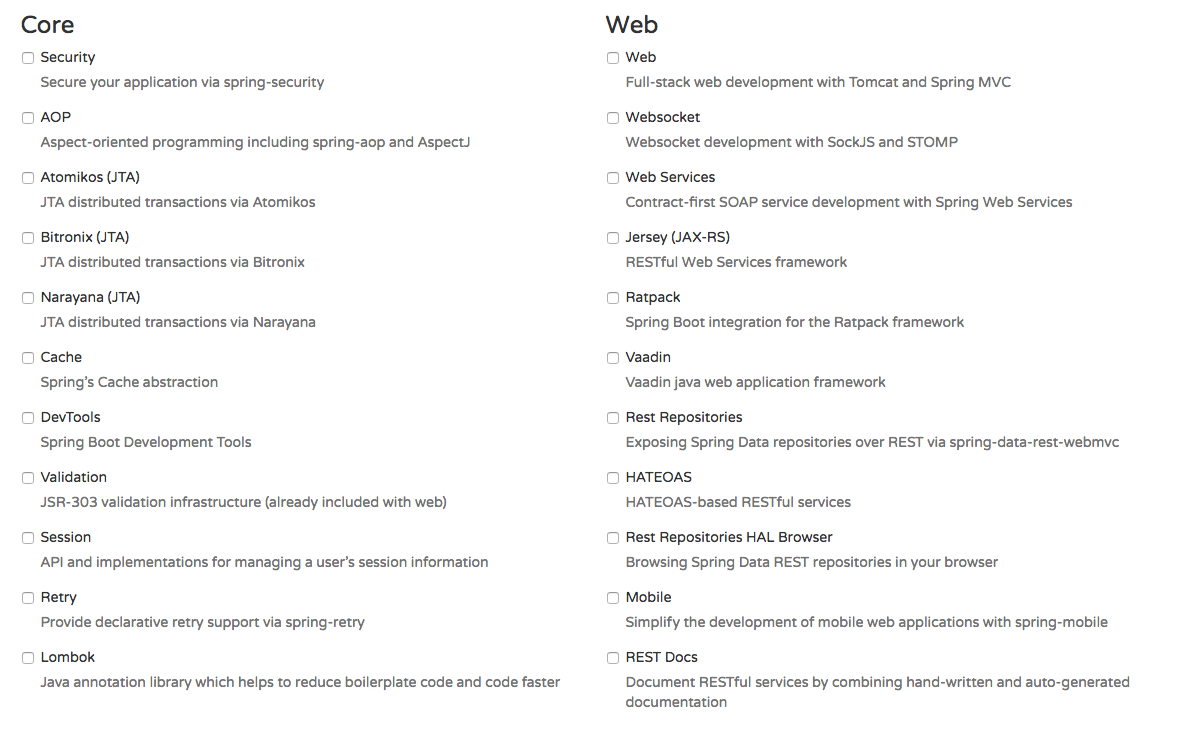 Core
Security
Secure your application via spring-security
AOP
Aspect-oriented programming including spring-aop and AspectJ
Atomikos (JTA)
JTA distributed transactions via Atomikos
Bitronix (JTA)
JTA distributed transactions via Bitronix
Narayana (JTA)
JTA distributed transactions via Narayana
Cache
Spring's Cache abstraction
DevTools
Spring Boot Development Tools
Validation
JSR-303 validation infrastructure (already included with web)
Session
API and implementations for managing a user's session information
Retry
Provide declarative retry support via spring-retry
Lombok
Java annotation library which helps to reduce boilerplate code and code faster
Web
Web
Full-stack web development with Tomcat and Spring MVC
Websocket
Websocket development with SockJS and STOMP
Web Services
Contract-first SOAP service development with Spring Web Services
Jersey (JAX-RS)
RESTful Web Services framework
Ratpack
Spring Boot integration for the Ratpack framework
Vaadin
Vaadin java web application framework
Rest Repositories
Exposing Spring Data repositories over REST via spring-data-rest-webmvc
HATEOAS
HATEOAS-based RESTful services
Rest Repositories HAL Browser
Browsing Spring Data REST repositories in your browser
Mobile
Simplify the development of mobile web applications with spring-mobile
REST Docs
Document RESTful services by combining hand-written and auto-generated
documentation